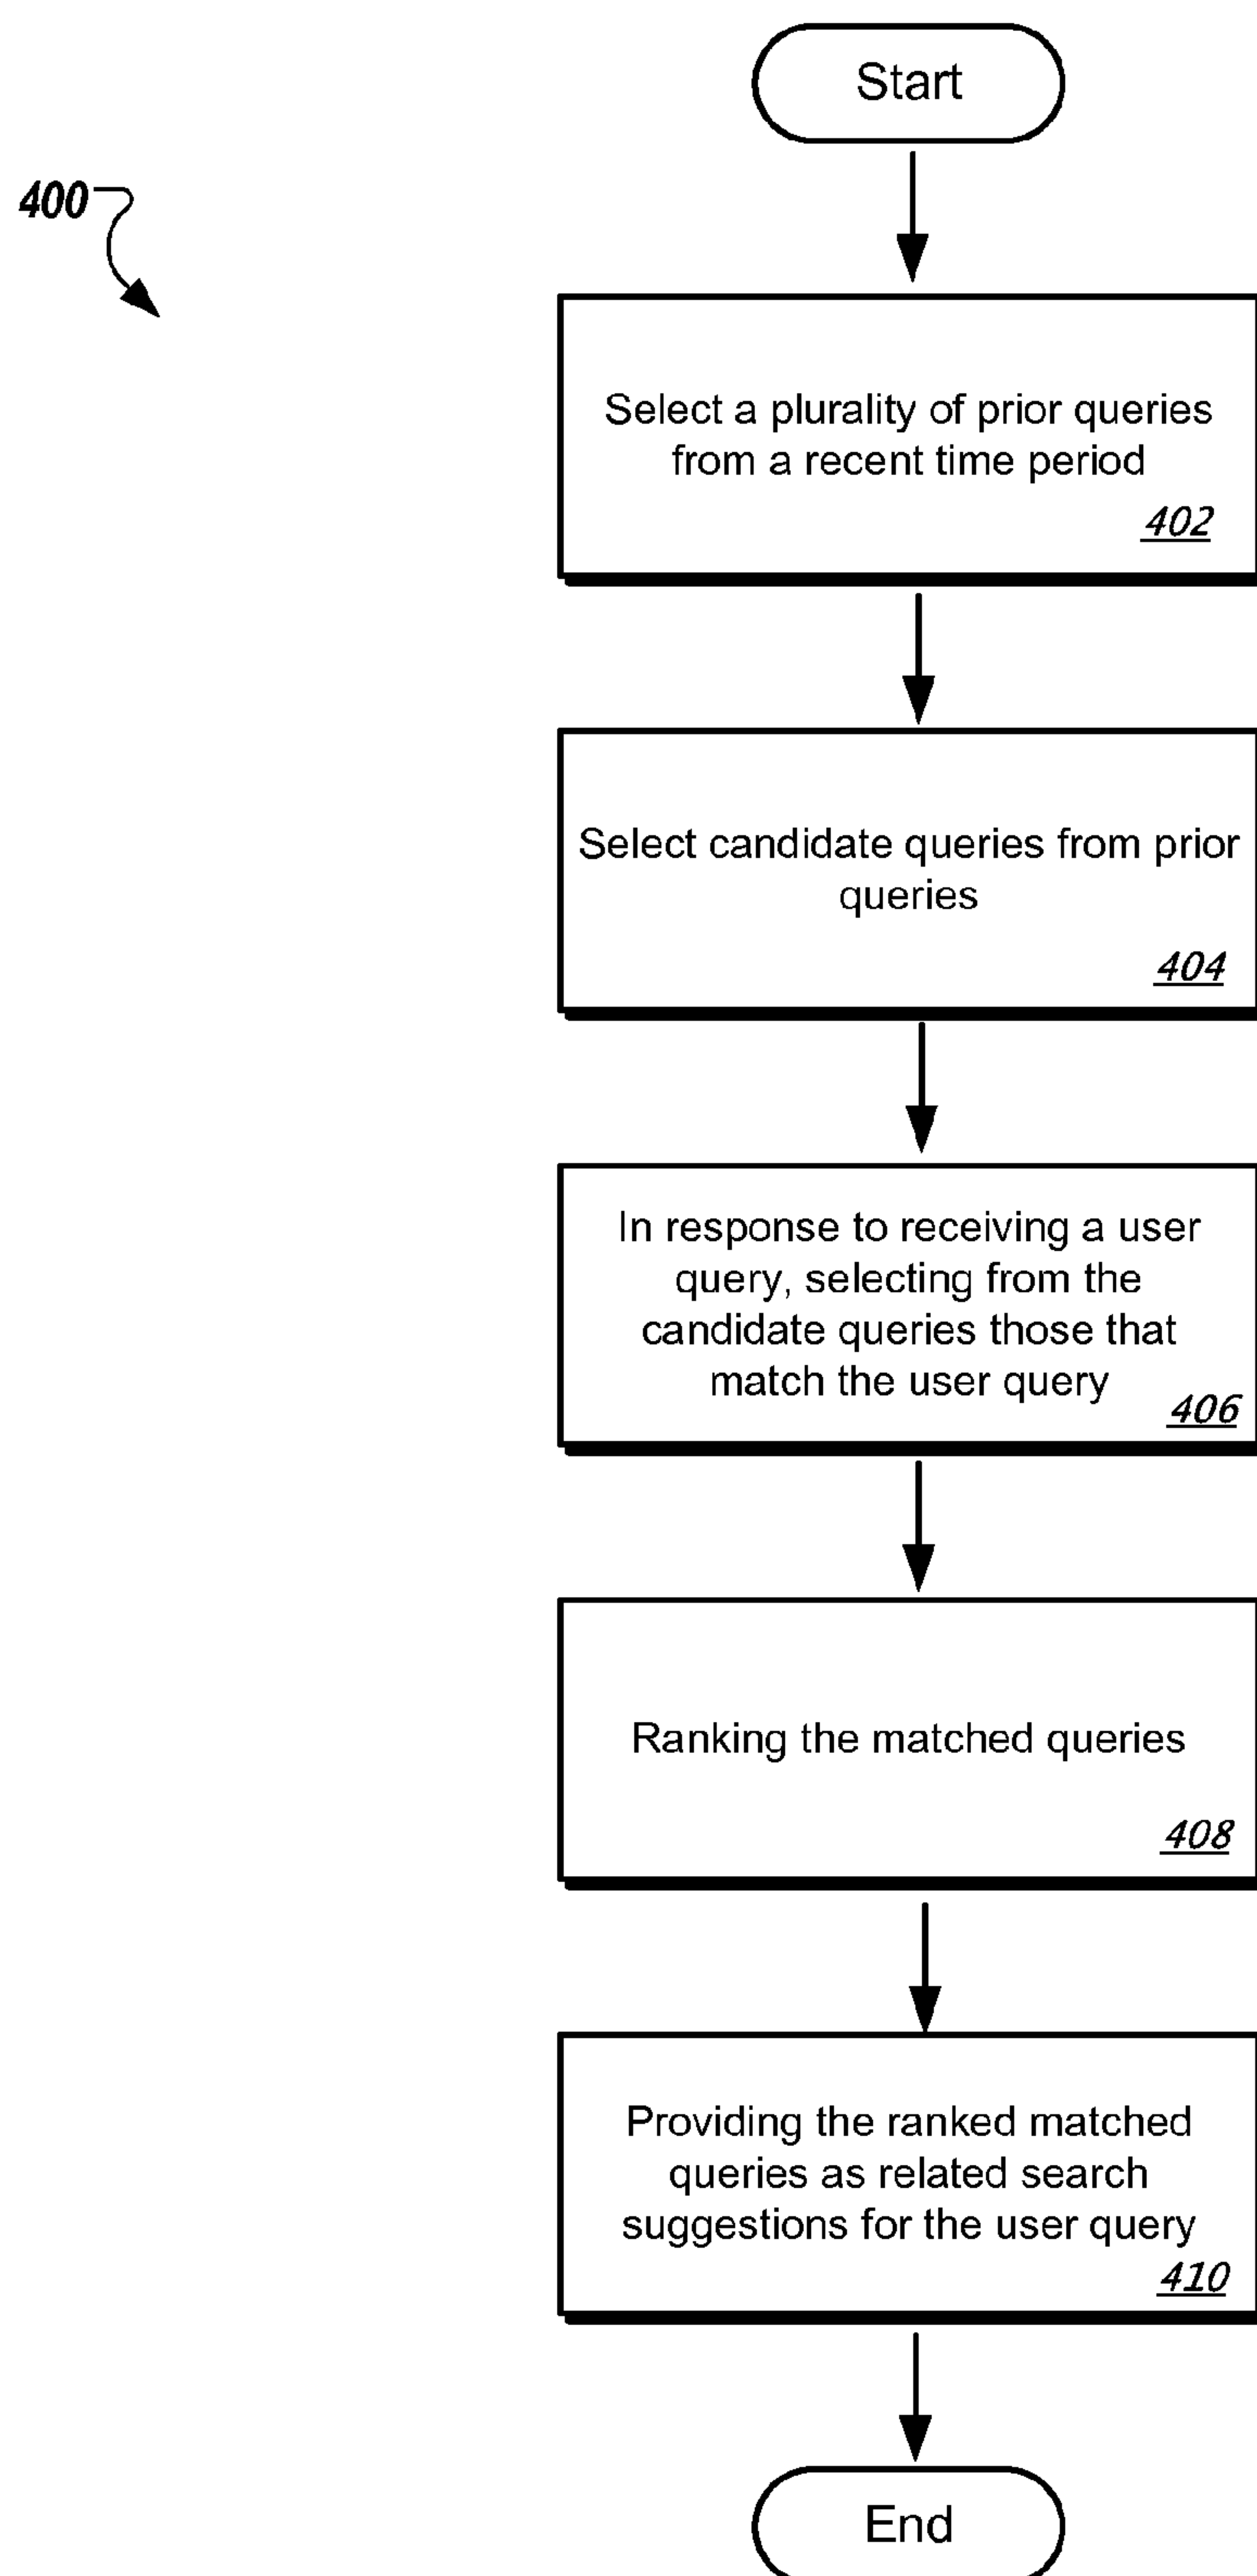 Start
400
Select a plurality of prior queries
from a recent time period
402
Select candidate queries from prior
queries
404
In response to receiving a user
query, selecting from the
candidate queries those that
match the user query
406
Ranking the matched queries
408
Providing the ranked matched
queries as related search
suggestions for the user query
410
End